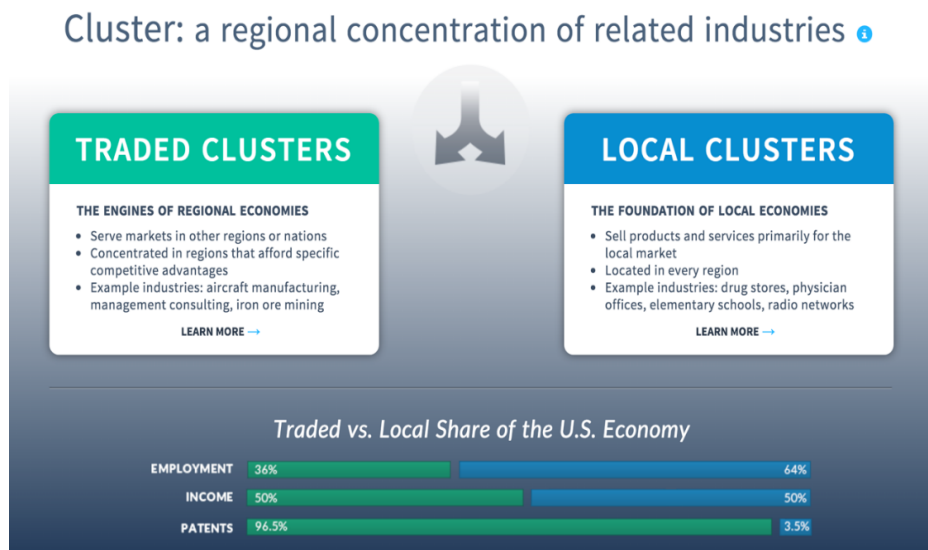 Cluster: a regional concentration of related industries i
TRADED CLUSTERS
THE ENGINES OF REGIONAL ECONOMIES
• Serve markets in other regions or nations
• Concentrated in regions that afford specific
competitive advantages
• Example industries: aircraft manufacturing,
management consulting, iron ore mining
LEARN MORE →
LOCAL CLUSTERS
THE FOUNDATION OF LOCAL ECONOMIES
• Sell products and services primarily for the
local market
• Located in every region
• Example industries: drug stores, physician
offices, elementary schools, radio networks
LEARN MORE →
Traded vs. Local Share of the U.S. Economy
EMPLOYMENT 36% 64%
INCOME 50% 50%
PATENTS 96.5% 3.5%